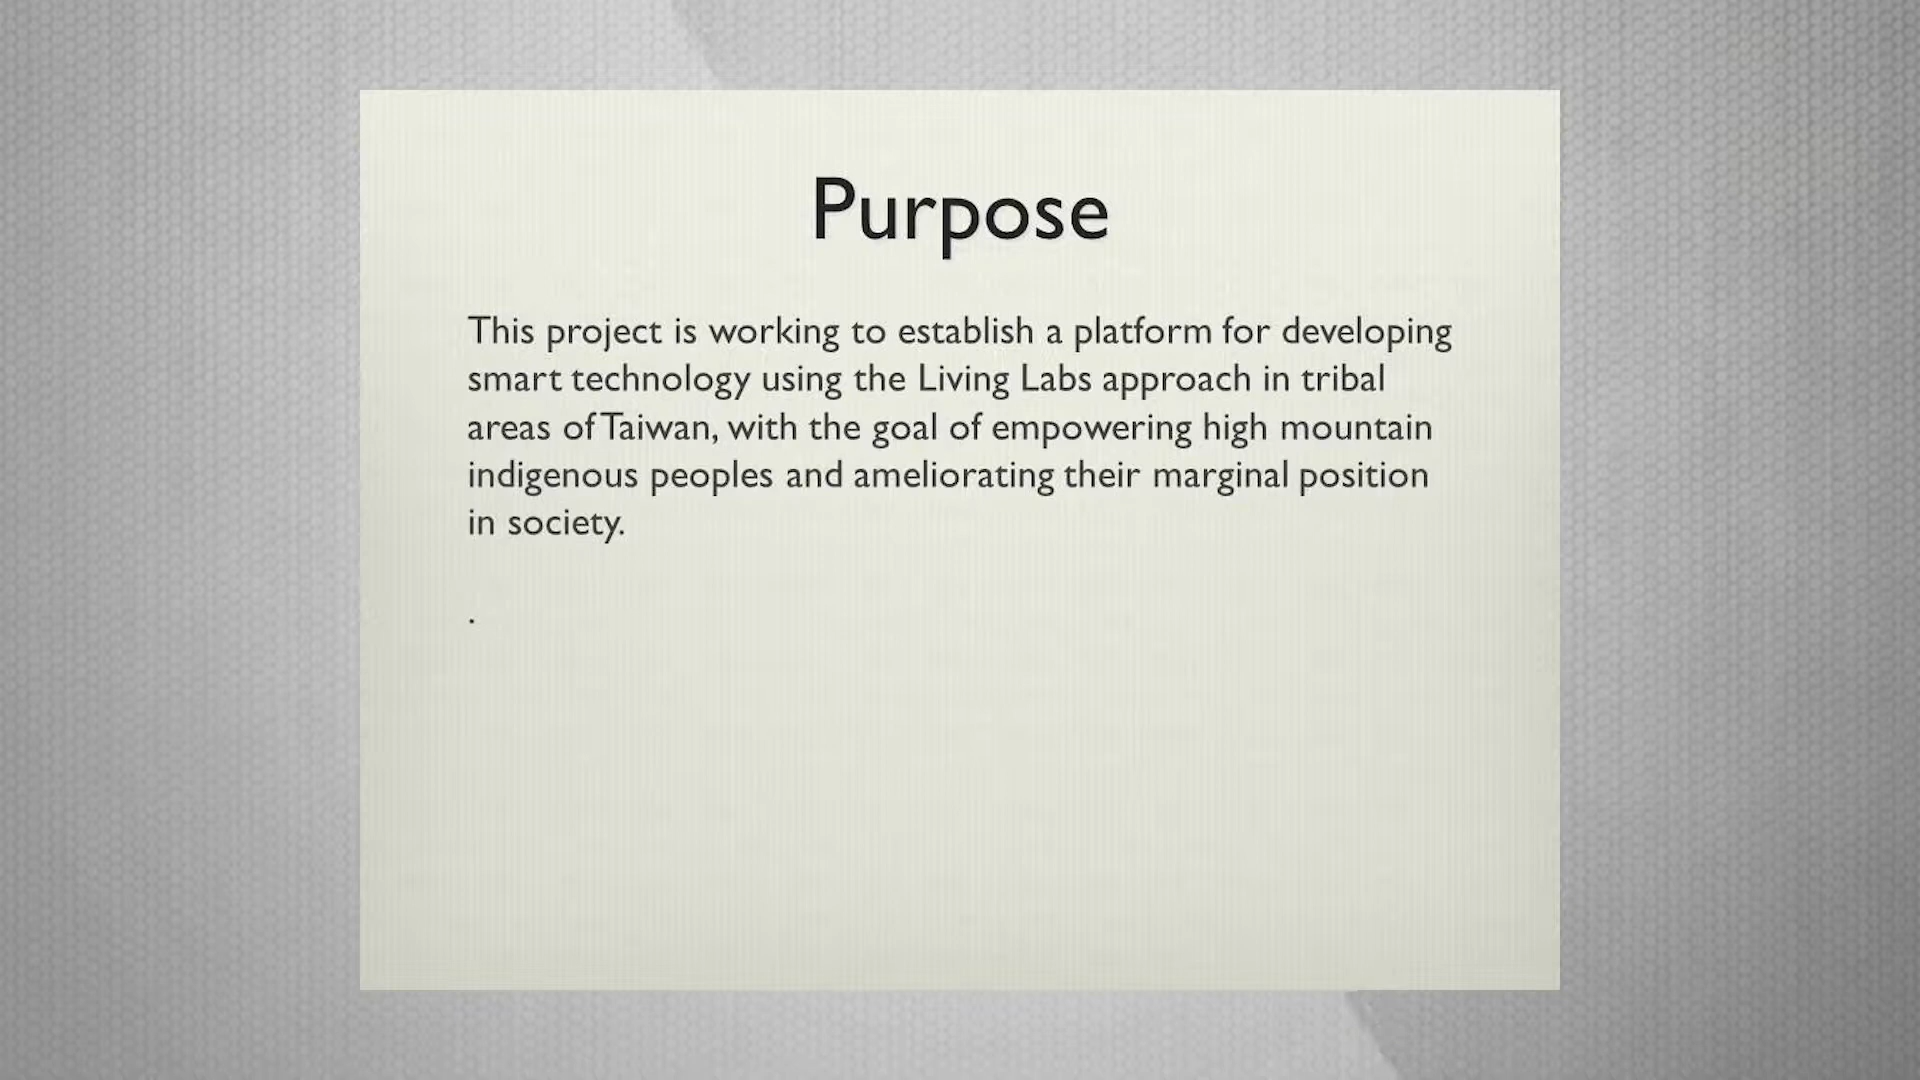 Purpose
This project is working to establish a platform for developing
smart technology using the Living Labs approach in tribal
areas of Taiwan, with the goal of empowering high mountain
indigenous peoples and ameliorating their marginal position
in society.
.